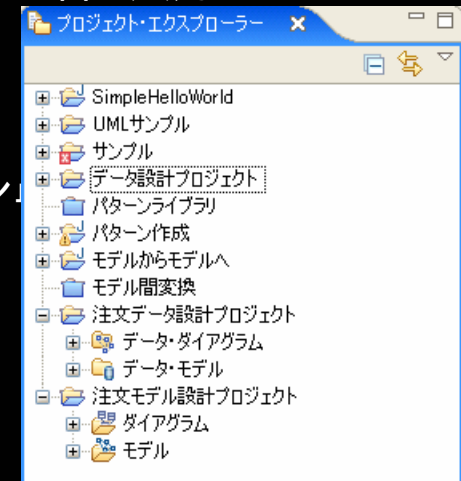 プロジェクト・エクスプローラー
SimpleHelloWorld
UMLサンプル
サンプル
データ設計プロジェクト
パターンライブラリ
パターン作成
モデルからモデルへ
モデル間変換
注文データ設計プロジェクト
データ・ダイアグラム
データ・モデル
注文モデル設計プロジェクト
ダイアグラム
モデル